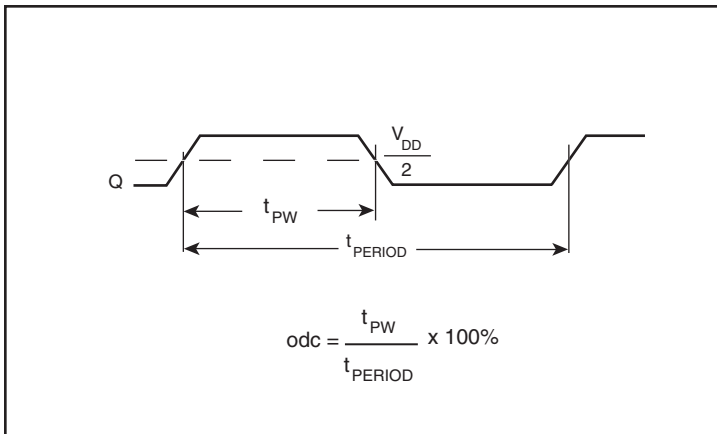 V_DD
2
Q
t_PW
t_PERIOD
odc = t_PW / t_PERIOD x 100%